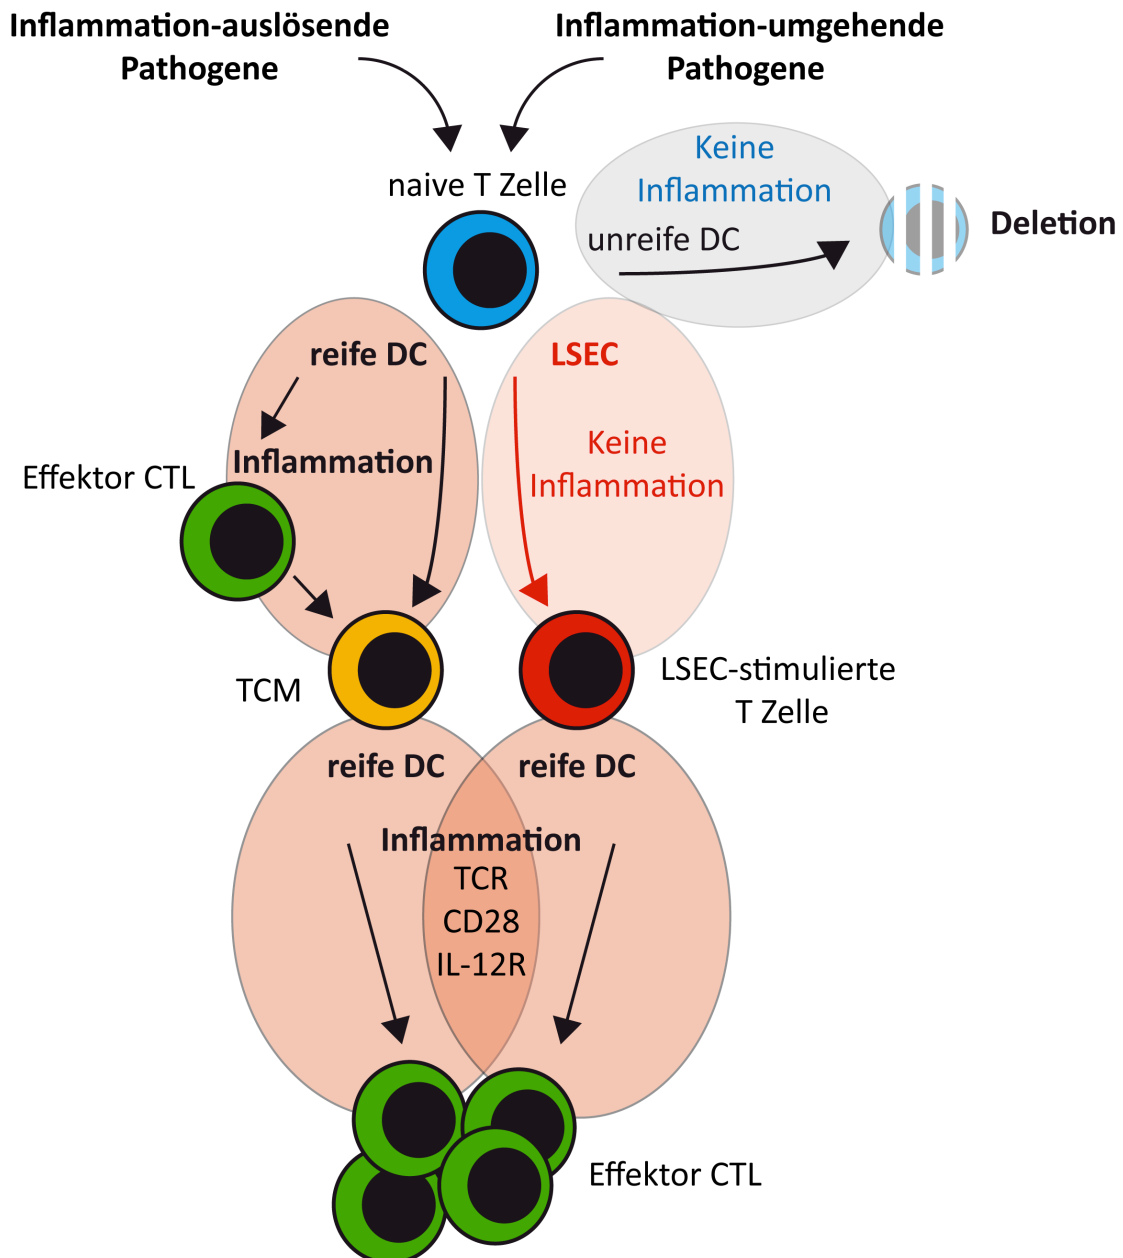 Inflammation-auslösende
Pathogene
Inflammation-umgehende
Pathogene
naive T Zelle
Keine
Inflammation
unreife DC
Deletion
reife DC
Inflammation
Effektor CTL
LSEC
Keine
Inflammation
TCM
LSEC-stimulierte
T Zelle
reife DC
reife DC
Inflammation
TCR
CD28
IL-12R
Effektor CTL